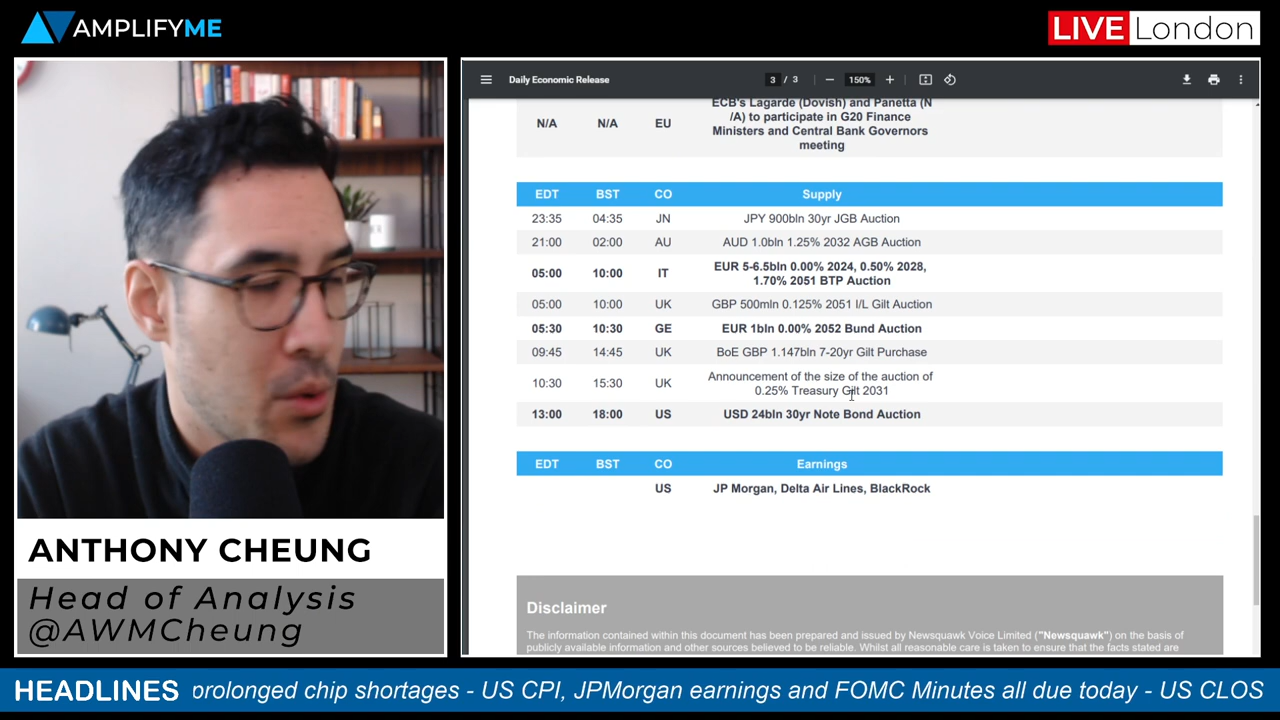 AMPLIFYME
LIVE London
Daily Economic Release
3 / 3
150%
N/A N/A EU ECB's Lagarde (Dovish) and Panetta (N
/A) to participate in G20 Finance
Ministers and Central Bank Governors
meeting
EDT BST CO Supply
23:35 04:35 JN JPY 900bln 30yr JGB Auction
21:00 02:00 AU AUD 1.0bln 1.25% 2032 AGB Auction
05:00 10:00 IT EUR 5-6.5bln 0.00% 2024, 0.50% 2028,
1.70% 2051 BTP Auction
05:00 10:00 UK GBP 500mln 0.125% 2051 I/L Gilt Auction
05:30 10:30 GE EUR 1bln 0.00% 2052 Bund Auction
09:45 14:45 UK BoE GBP 1.147bln 7-20yr Gilt Purchase
10:30 15:30 UK Announcement of the size of the auction of
0.25% Treasury Gilt 2031
13:00 18:00 US USD 24bln 30yr Note Bond Auction
EDT BST CO Earnings
US JP Morgan, Delta Air Lines, BlackRock
Disclaimer
The information contained within this document has been prepared and issued by Newsquawk Voice Limited ("Newsquawk") on the basis of
publicly available information and other sources believed to be reliable. Whilst all reasonable care is taken to ensure that the facts stated are
ANTHONY CHEUNG
Head of Analysis
@AWMCheung
HEADLINES prolonged chip shortages - US CPI, JPMorgan earnings and FOMC Minutes all due today - US CLOS